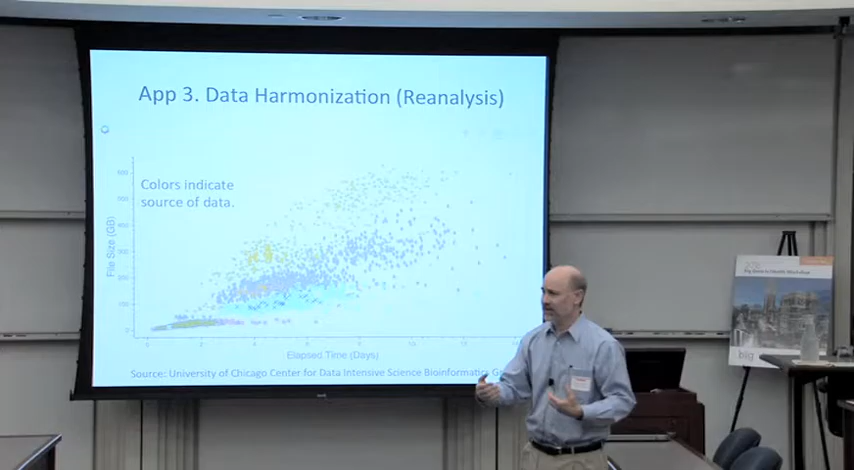 App 3. Data Harmonization (Reanalysis)
Colors indicate
source of data.
File Size (GB)
Elapsed Time (Days)
Source: University of Chicago Center for Data Intensive Science Bioinformatics
big